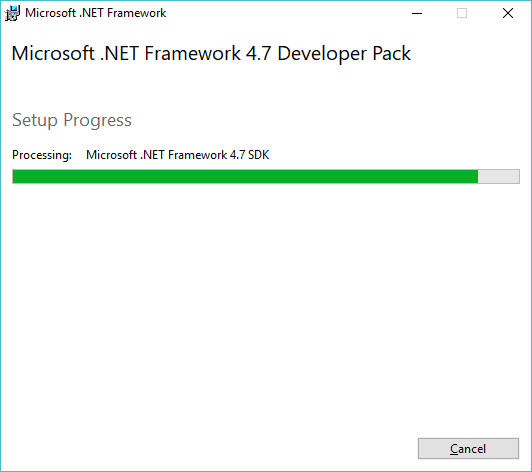 Microsoft .NET Framework
Microsoft .NET Framework 4.7 Developer Pack
Setup Progress
Processing: Microsoft .NET Framework 4.7 SDK
Cancel